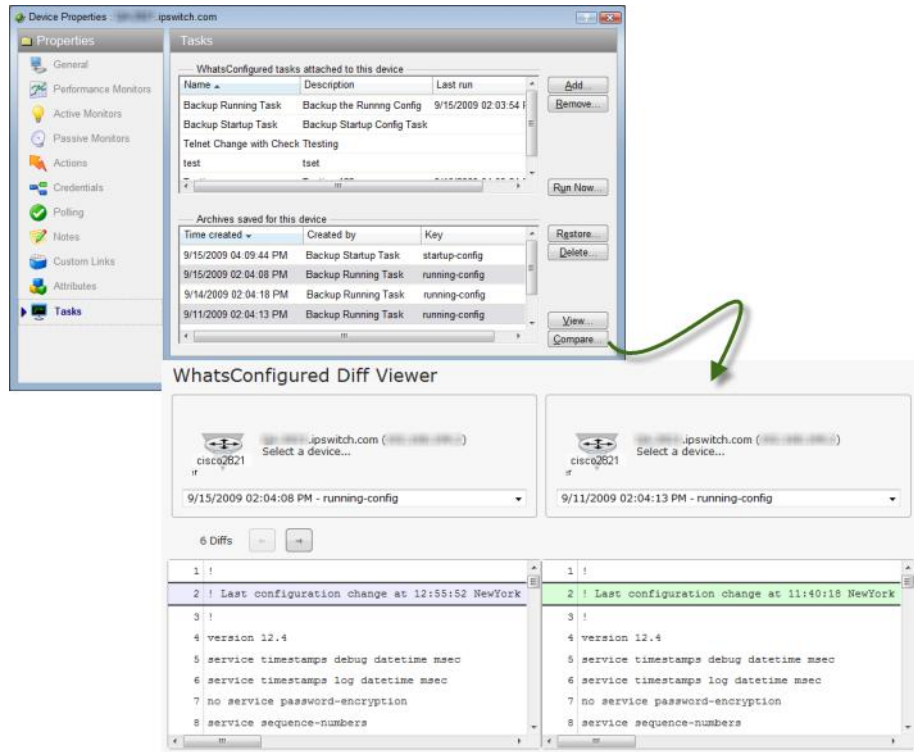 Device Properties : .ipswitch.com
Properties
General
Performance Monitors
Active Monitors
Passive Monitors
Actions
Credentials
Polling
Notes
Custom Links
Attributes
Tasks
Tasks
WhatsConfigured tasks attached to this device
Name Description Last run
Backup Running Task Backup the Runnng Config 9/15/2009 02:03:54
Backup Startup Task Backup Startup Config Task
Telnet Change with Check Ttesting
test tset
Add...
Remove...
Run Now...
Archives saved for this device
Time created Created by Key
9/15/2009 04:09:44 PM Backup Startup Task startup-config
9/15/2009 02:04:08 PM Backup Running Task running-config
9/14/2009 02:04:18 PM Backup Running Task running-config
9/11/2009 02:04:13 PM Backup Running Task running-config
Restore...
Delete...
View...
Compare...
WhatsConfigured Diff Viewer
cisco2821
.ipswitch.com ( )
Select a device...
9/15/2009 02:04:08 PM - running-config
cisco2821
.ipswitch.com ( )
Select a device...
9/11/2009 02:04:13 PM - running-config
6 Diffs
1 !
2 ! Last configuration change at 12:55:52 NewYork
3 !
4 version 12.4
5 service timestamps debug datetime msec
6 service timestamps log datetime msec
7 no service password-encryption
8 service sequence-numbers
1 !
2 ! Last configuration change at 11:40:18 NewYork
3 !
4 version 12.4
5 service timestamps debug datetime msec
6 service timestamps log datetime msec
7 no service password-encryption
8 service sequence-numbers